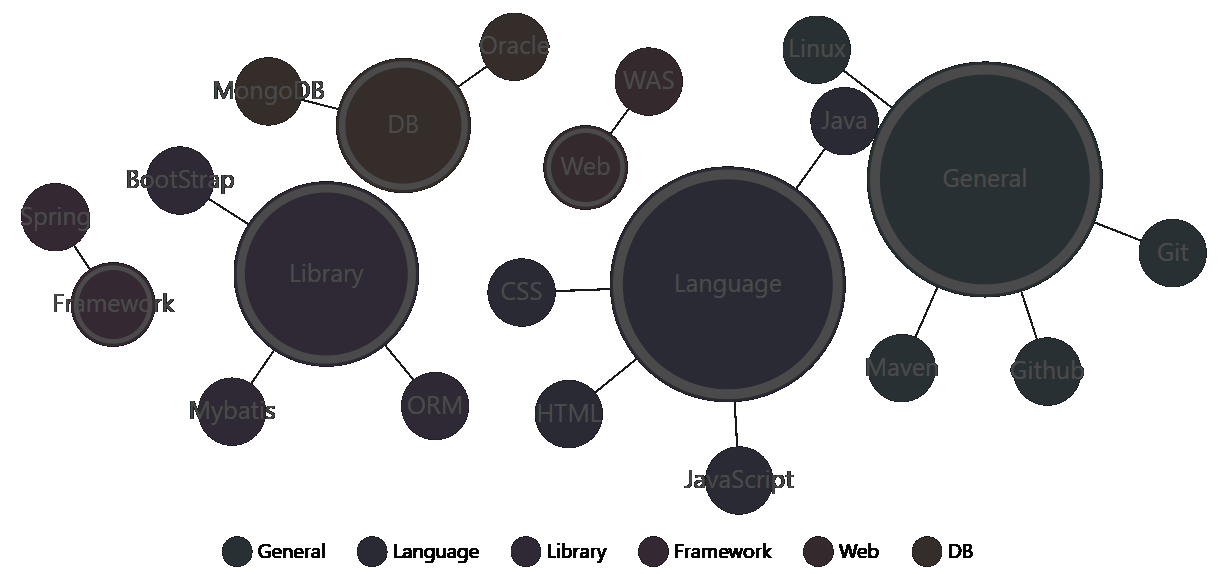 Oracle
Linux
WAS
MongoDB
DB
Java
Web
General
BootStrap
Spring
Git
Library
Language
CSS
Framework
Maven
Github
Mybatis
ORM
HTML
JavaScript
General
Language
Library
Framework
Web
DB